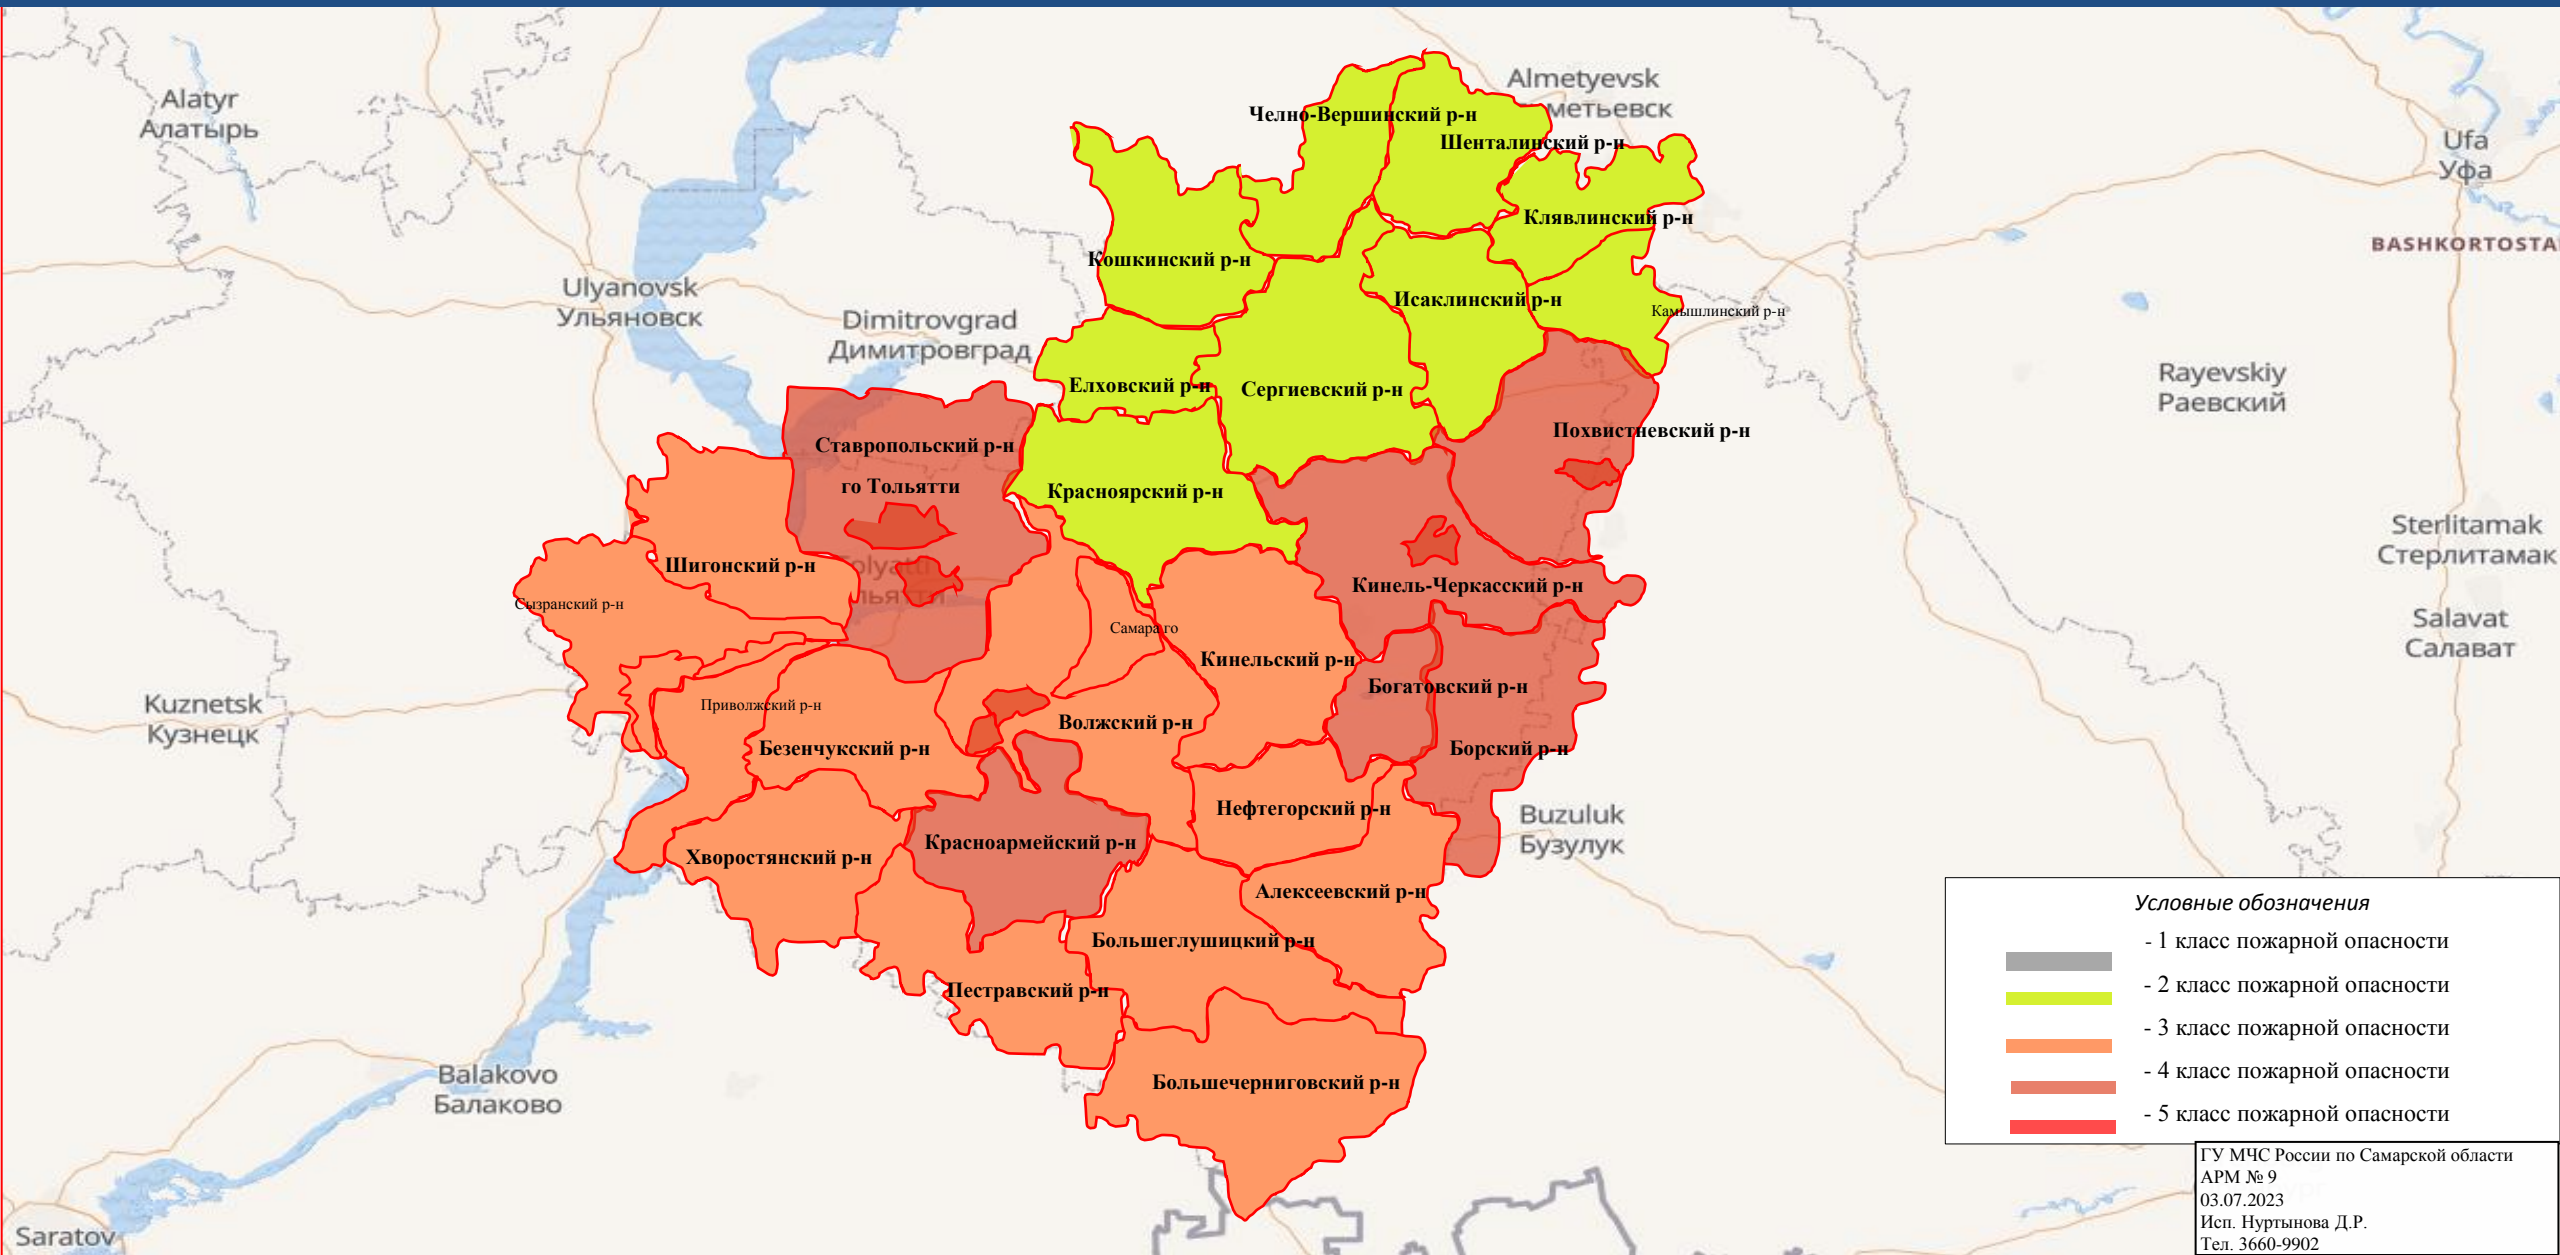 Almetyevsk
метьевск
Alatyr
Алатырь
Челно-Вершинский р-н
Шенталинский р-н
Ufa
Уфа
Клявлинский р-н
BASHKORTOSTA
Кошкинский р-н
Ulyanovsk
Ульяновск
Исаклинский р-н
Камышлинский р-н
Dimitrovgrad
Димитровград
Елховский р-н
Сергиевский р-н
Rayevskiy
Раевский
Ставропольский р-н
Похвистневский р-н
го Тольятти
Красноярский р-н
Sterlitamak
Стерлитамак
Шигонский р-н
Tolyatti
льятти
Кинель-Черкасский р-н
Сызранский р-н
Самара го
Salavat
Салават
Кинельский р-н
Богатовский р-н
Kuznetsk
Кузнецк
Приволжский р-н
Волжский р-н
Безенчукский р-н
Борский р-н
Нефтегорский р-н
Buzuluk
Бузулук
Красноармейский р-н
Хворостянский р-н
Алексеевский р-н
Большеглушицкий р-н
Пестравский р-н
Balakovo
Балаково
Большечерниговский р-н
Saratov
Условные обозначения
- 1 класс пожарной опасности
- 2 класс пожарной опасности
- 3 класс пожарной опасности
- 4 класс пожарной опасности
- 5 класс пожарной опасности
ГУ МЧС России по Самарской области
АРМ № 9
03.07.2023
Исп. Нуртынова Д.Р.
Тел. 3660-9902